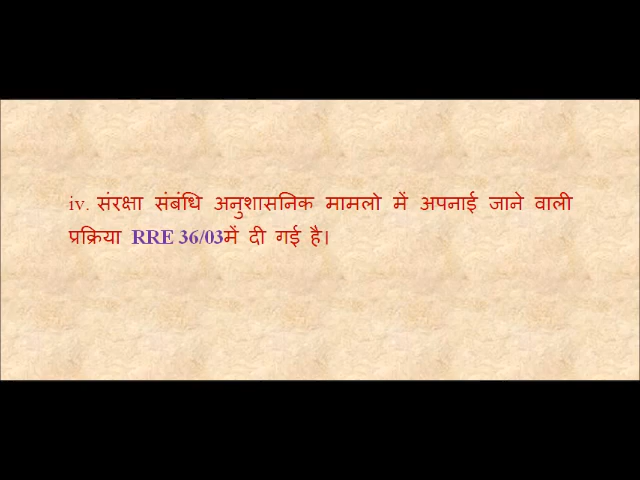 iv. संरक्षा संबंधि अनुशासनिक मामलो में अपनाई जाने वाली
प्रक्रिया RRE 36/03में दी गई है।